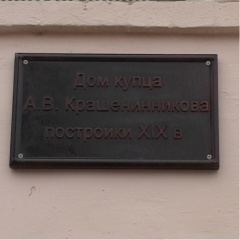 Дом купца
А.В. Крашенинникова
постройки XIX в